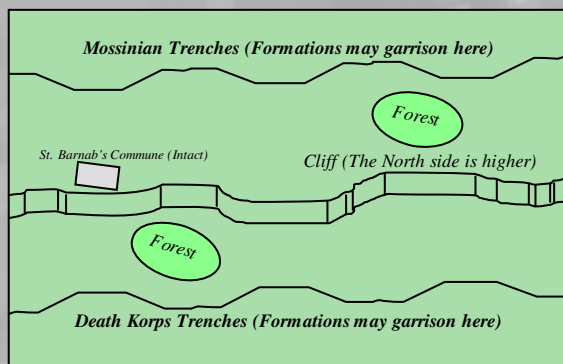 Mossinian Trenches (Formations may garrison here)
Forest
St. Barnab's Commune (Intact)
Cliff (The North side is higher)
Forest
Death Korps Trenches (Formations may garrison here)